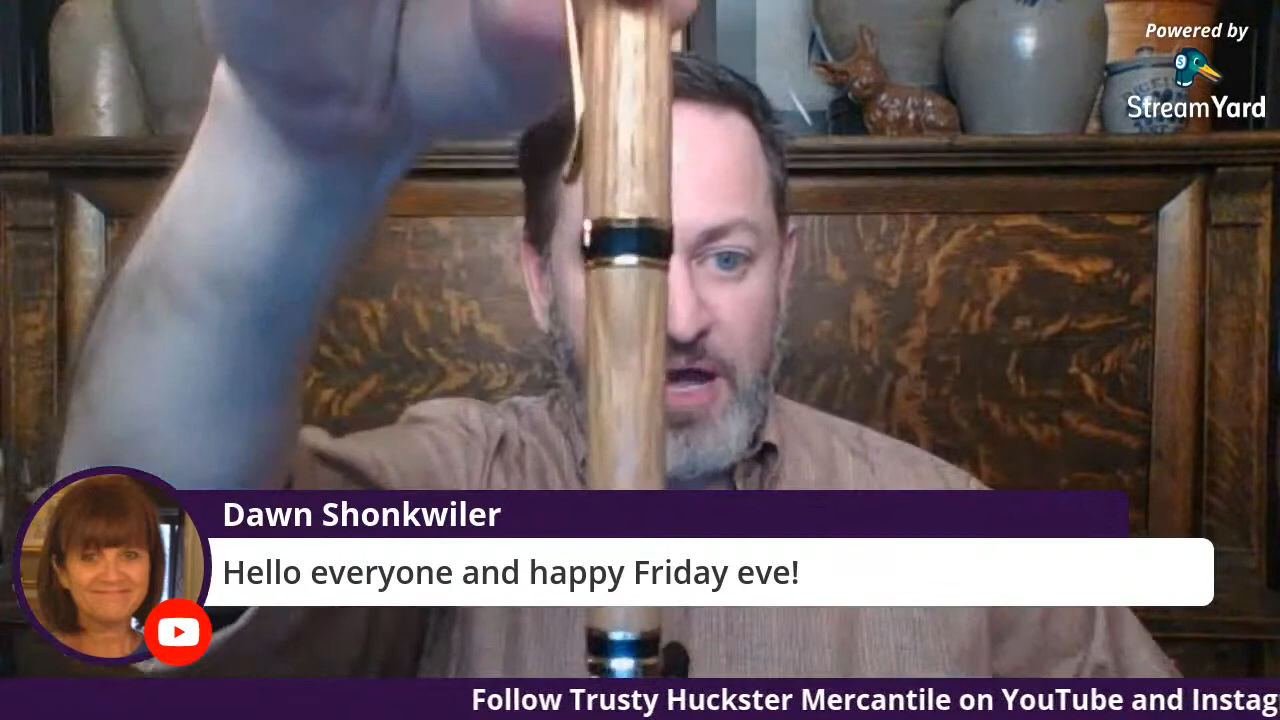 Powered by
StreamYard
Dawn Shonkwiler
Hello everyone and happy Friday eve!
Follow Trusty Huckster Mercantile on YouTube and Instag